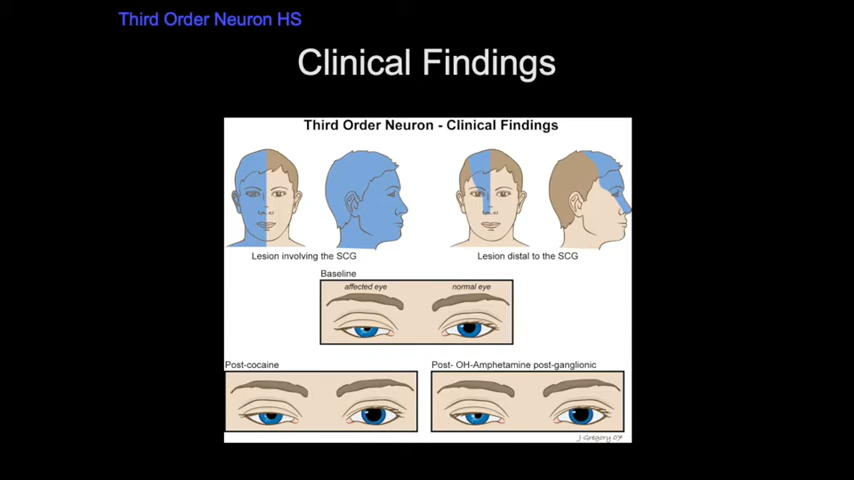 Third Order Neuron HS
Clinical Findings
Third Order Neuron - Clinical Findings
Lesion involving the SCG
Lesion distal to the SCG
Baseline
affected eye
normal eye
Post-cocaine
Post- OH-Amphetamine post-ganglionic
J Gregory 07